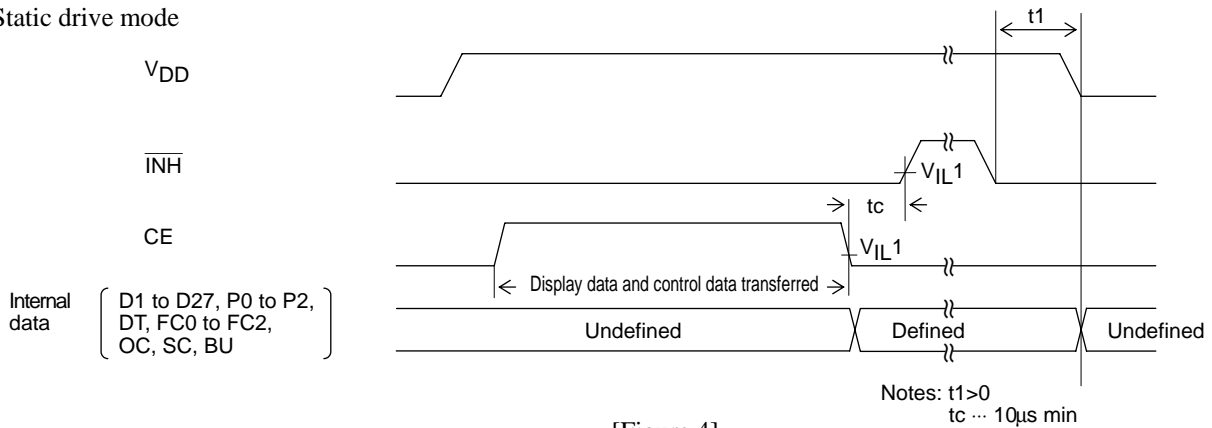 Static drive mode
t1
VDD
INH
VIL1
tc
CE
VIL1
Display data and control data transferred
Internal data
D1 to D27, P0 to P2,
DT, FC0 to FC2,
OC, SC, BU
Undefined
Defined
Undefined
Notes: t1>0
tc ··· 10μs min
[Figure 4]